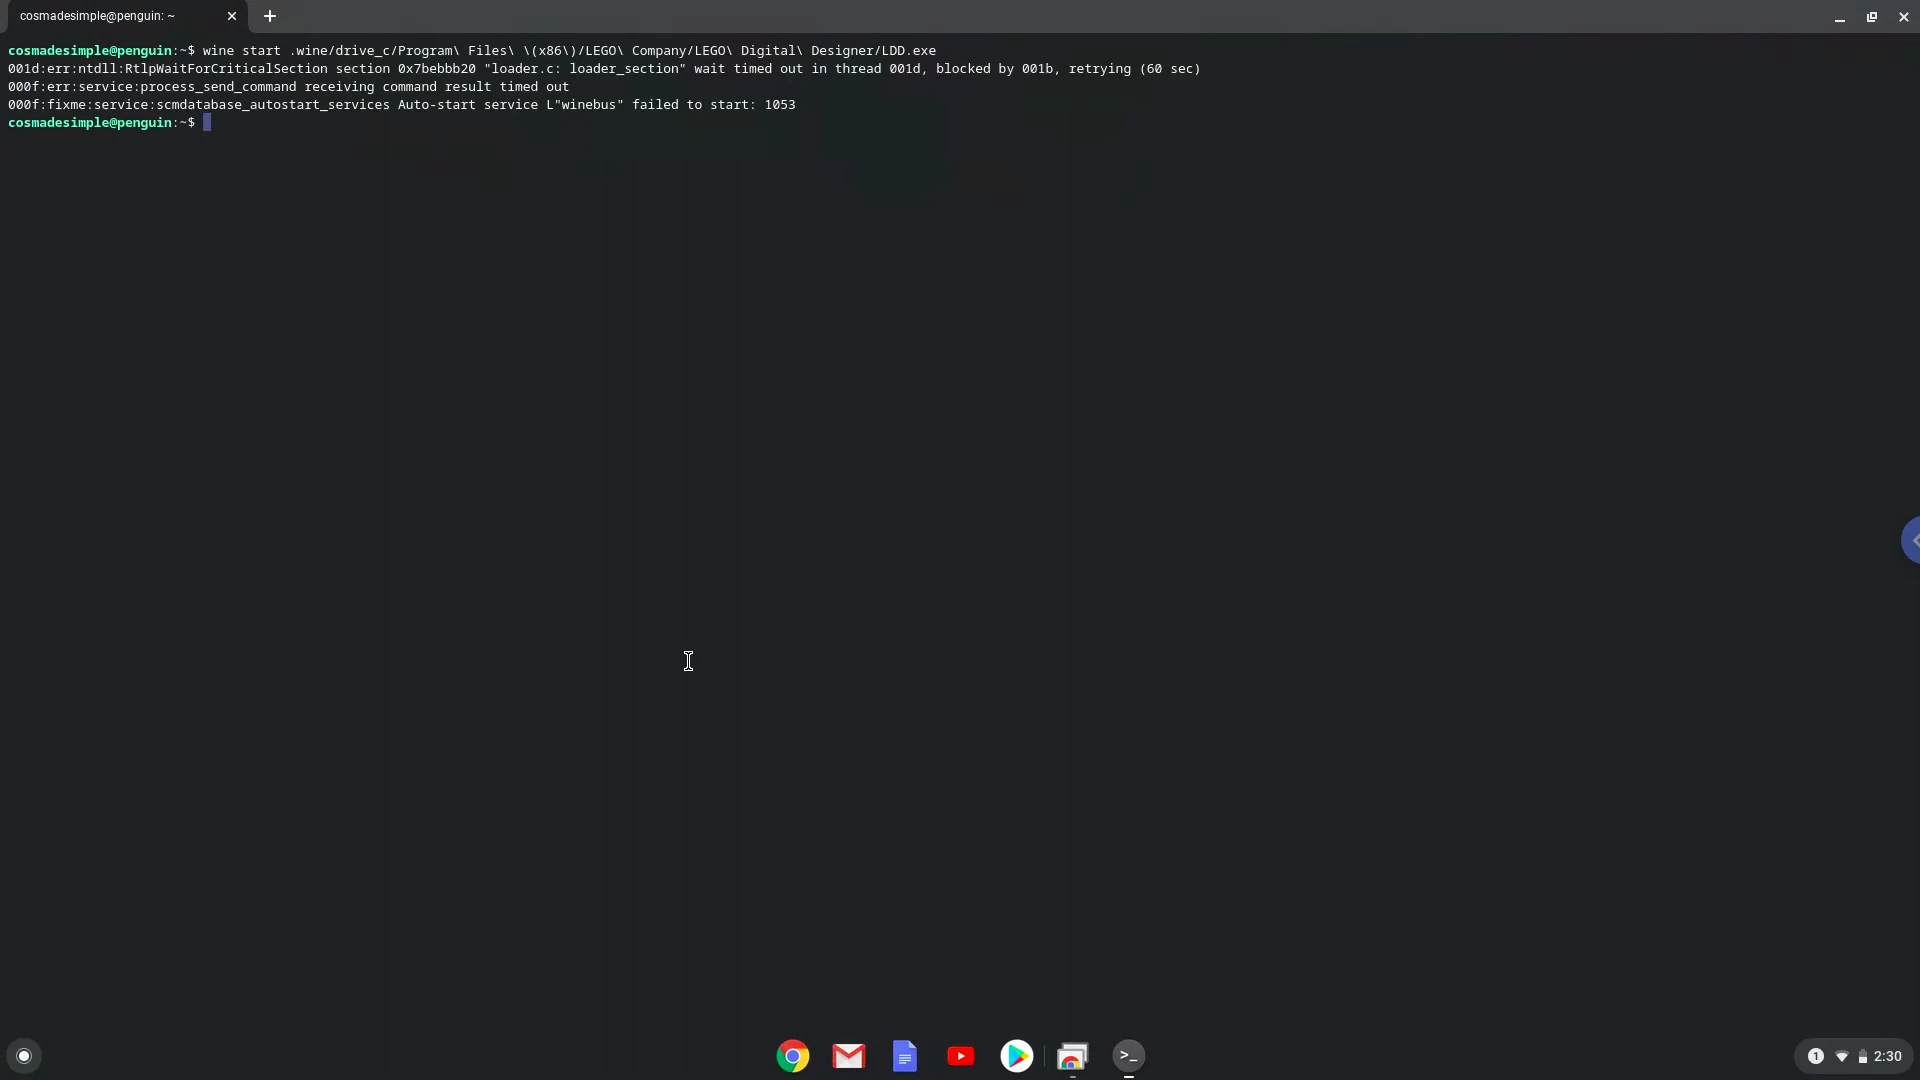 cosmadesimple@penguin: ~
cosmadesimple@penguin:~$ wine start .wine/drive_c/Program\ Files\ \(x86\)/LEGO\ Company/LEGO\ Digital\ Designer/LDD.exe
001d:err:ntdll:RtlpWaitForCriticalSection section 0x7bebbb20 "loader.c: loader_section" wait timed out in thread 001d, blocked by 001b, retrying (60 sec)
000f:err:service:process_send_command receiving command result timed out
000f:fixme:service:scmdatabase_autostart_services Auto-start service L"winebus" failed to start: 1053
cosmadesimple@penguin:~$
1 2:30